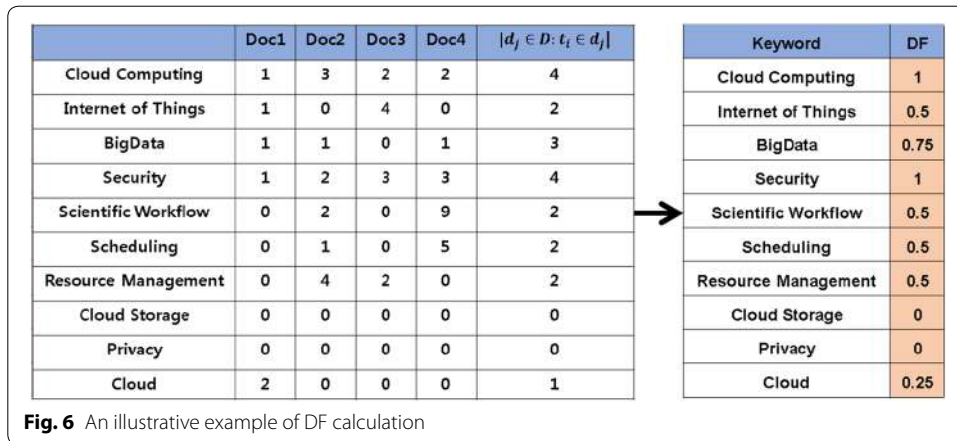 Doc1 Doc2 Doc3 Doc4 |d_j ∈ D: t_i ∈ d_j|
Cloud Computing 1 3 2 2 4
Internet of Things 1 0 4 0 2
BigData 1 1 0 1 3
Security 1 2 3 3 4
Scientific Workflow 0 2 0 9 2
Scheduling 0 1 0 5 2
Resource Management 0 4 2 0 2
Cloud Storage 0 0 0 0 0
Privacy 0 0 0 0 0
Cloud 2 0 0 0 1
Keyword DF
Cloud Computing 1
Internet of Things 0.5
BigData 0.75
Security 1
Scientific Workflow 0.5
Scheduling 0.5
Resource Management 0.5
Cloud Storage 0
Privacy 0
Cloud 0.25
Fig. 6 An illustrative example of DF calculation